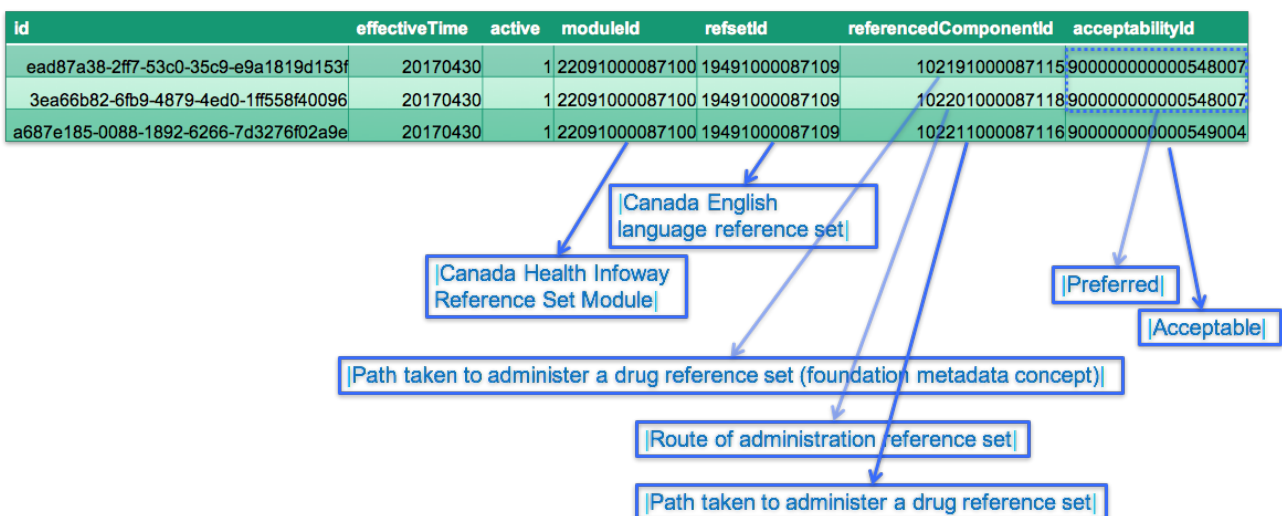 id effectiveTime active moduleId refsetId referencedComponentId acceptabilityId
ead87a38-2ff7-53c0-35c9-e9a1819d153f 20170430 1 22091000087100 19491000087109 102191000087115 900000000000548007
3ea66b82-6fb9-4879-4ed0-1ff558f40096 20170430 1 22091000087100 19491000087109 102201000087118 900000000000548007
a687e185-0088-1892-6266-7d3276f02a9e 20170430 1 22091000087100 19491000087109 102211000087116 900000000000549004
|Canada English
language reference set|
|Canada Health Infoway
Reference Set Module|
|Preferred|
|Acceptable|
|Path taken to administer a drug reference set (foundation metadata concept)|
|Route of administration reference set|
|Path taken to administer a drug reference set|